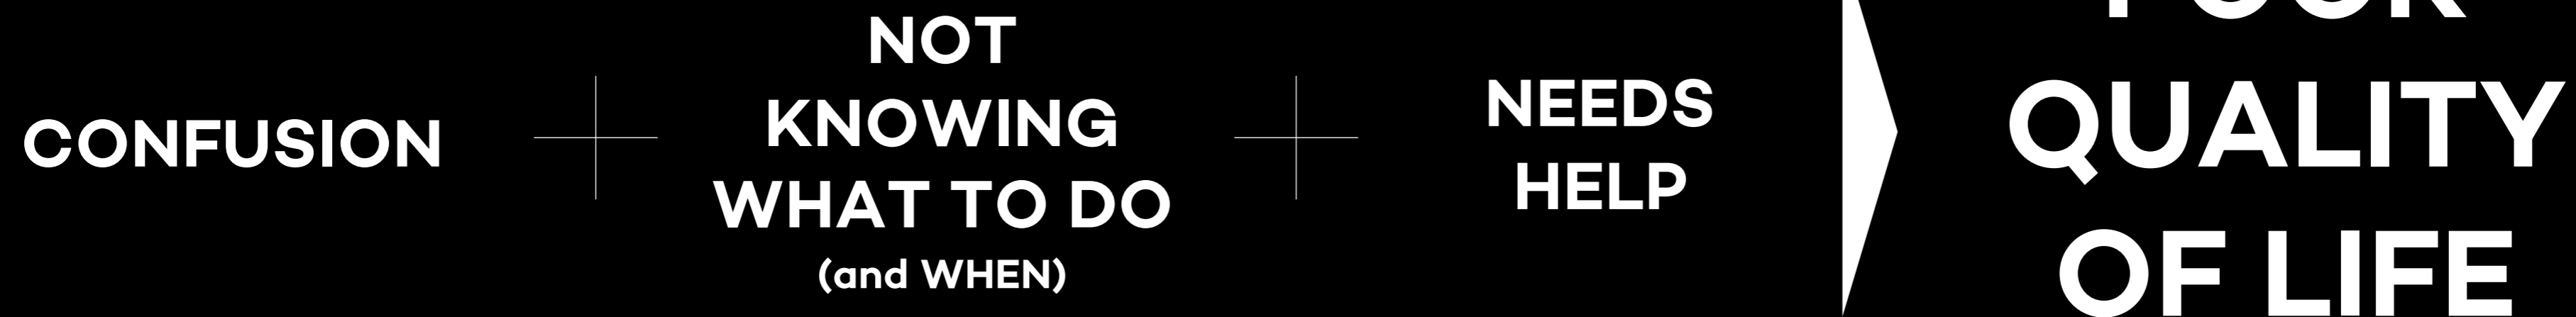 CONFUSION
NOT
KNOWING
WHAT TO DO
(and WHEN)
NEEDS
HELP
QUALITY
OF LIFE